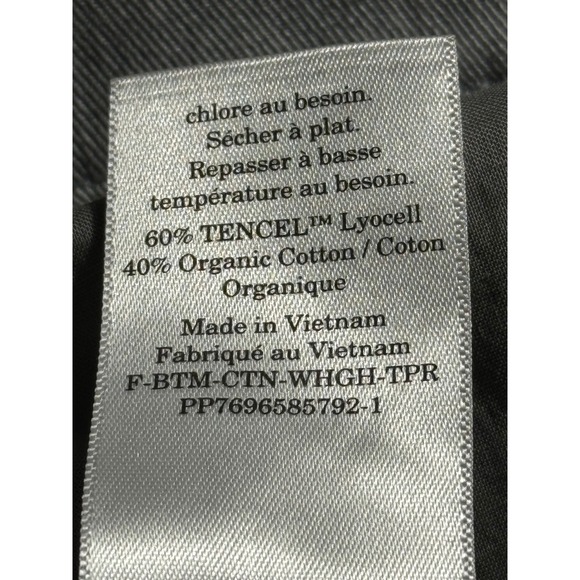 chlore au besoin.
Sécher à plat.
Repasser à basse
température au besoin.
60% TENCEL™ Lyocell
40% Organic Cotton / Coton
Organique
Made in Vietnam
Fabriqué au Vietnam
F-BTM-CTN-WHGH-TPR
PP7696585792-1